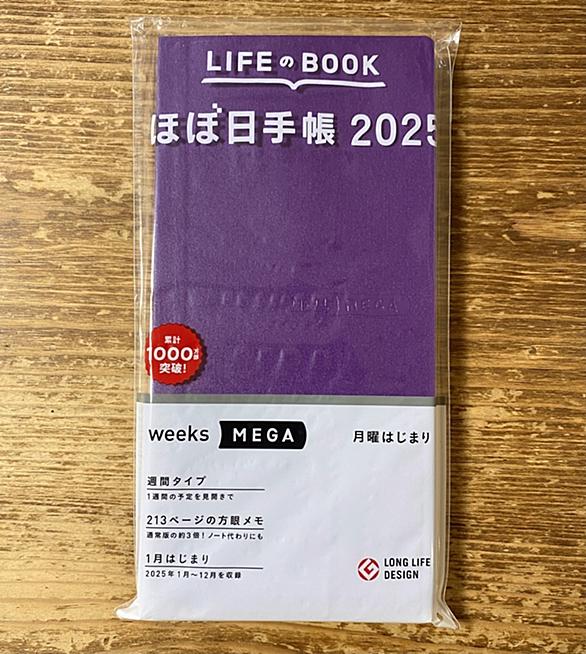 LIFEのBOOK
ほぼ日手帳 2025
累計
1000万部
突破!
weeks MEGA
月曜はじまり
週間タイプ
1週間の予定を見開きで
213ページの方眼メモ
通常版の約3倍!ノート代わりにも
1月はじまり
2025年1月〜12月を収録
LONG LIFE
DESIGN